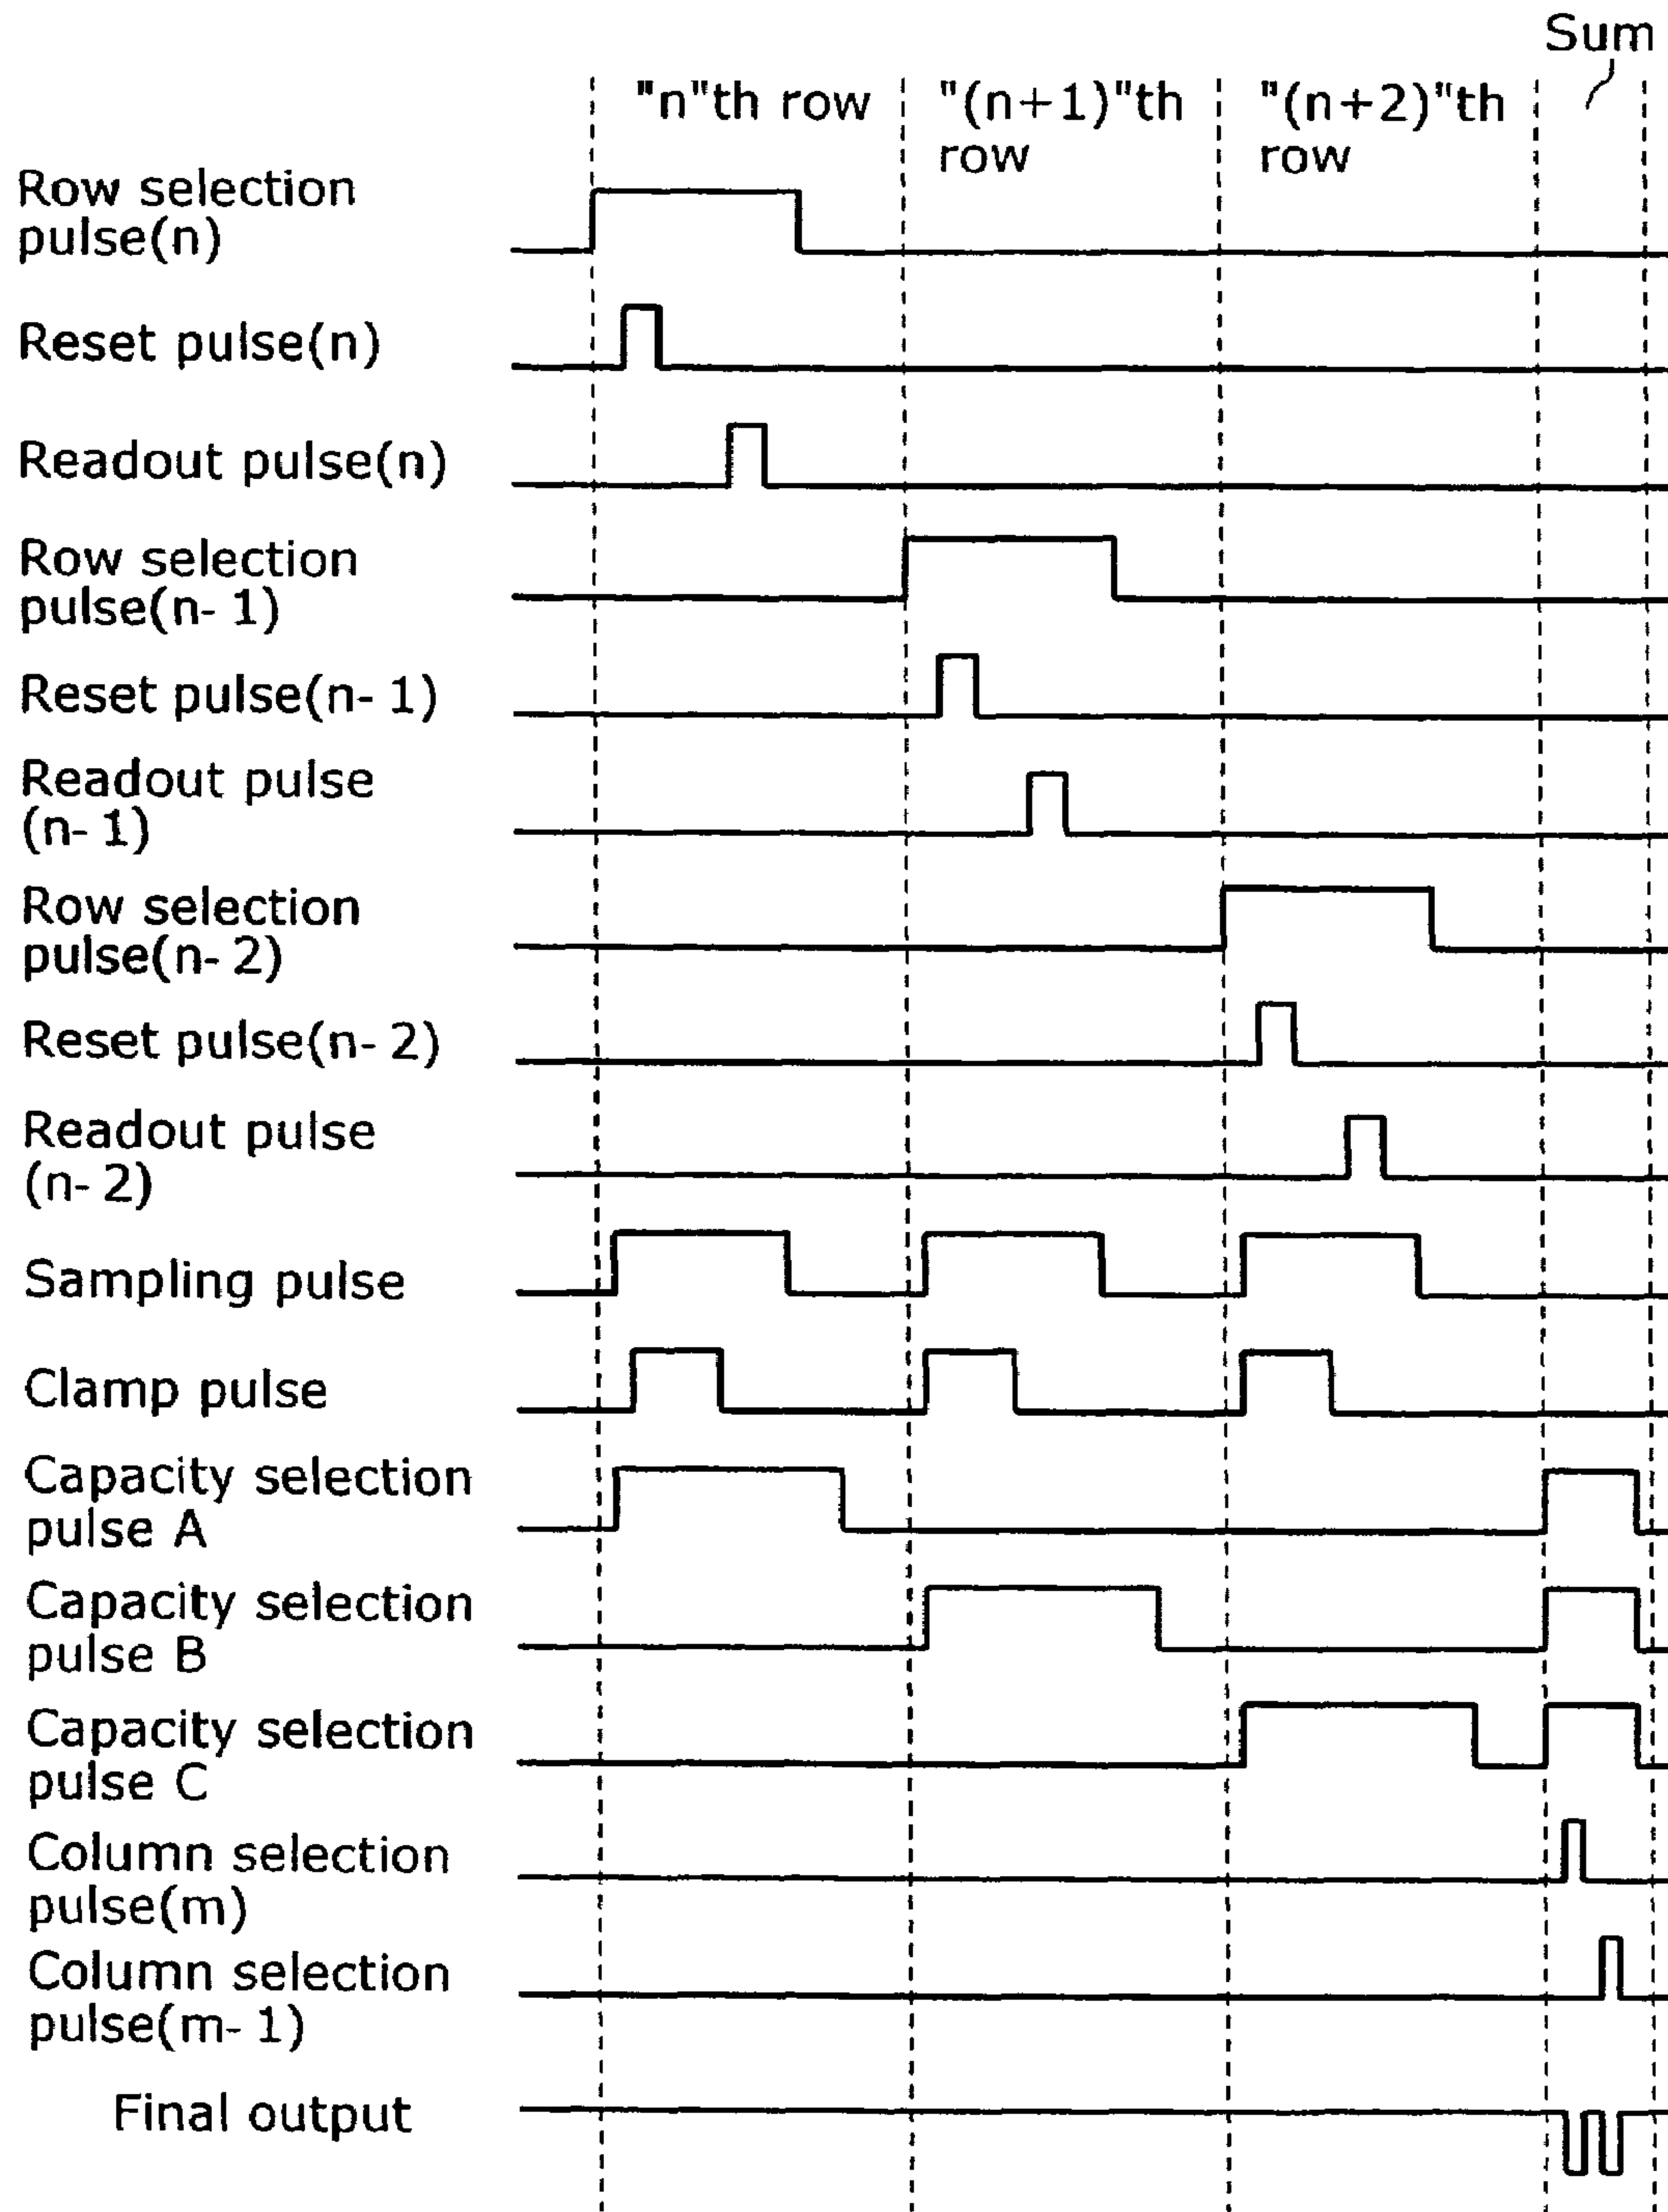 Sum
"n"th row
"(n+1)"th
row
"(n+2)"th
row
Row selection
pulse(n)
Reset pulse(n)
Readout pulse(n)
Row selection
pulse(n- 1)
Reset pulse(n- 1)
Readout pulse
(n- 1)
Row selection
pulse(n- 2)
Reset pulse(n- 2)
Readout pulse
(n- 2)
Sampling pulse
Clamp pulse
Capacity selection
pulse A
Capacity selection
pulse B
Capacity selection
pulse C
Column selection
pulse(m)
Column selection
pulse(m- 1)
Final output